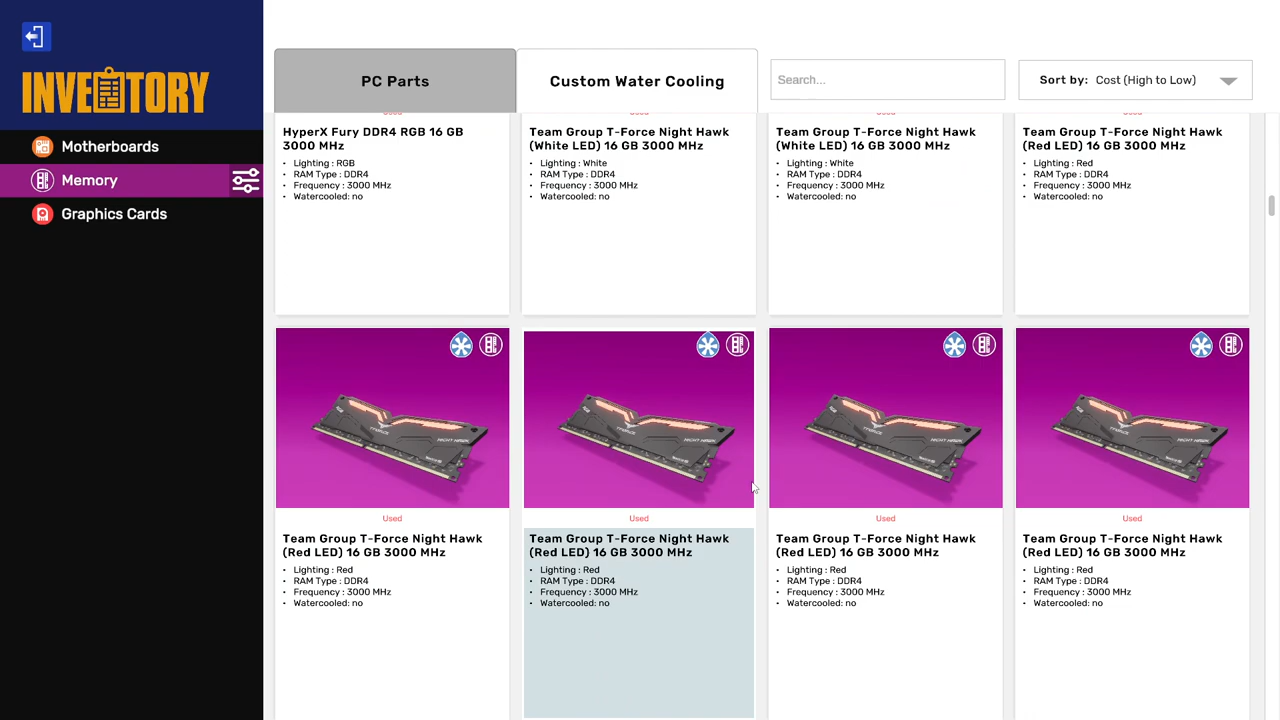 INVENTORY
Motherboards
Memory
Graphics Cards
PC Parts
Custom Water Cooling
Search...
Sort by: Cost (High to Low)
HyperX Fury DDR4 RGB 16 GB
3000 MHz
• Lighting : RGB
• RAM Type : DDR4
• Frequency : 3000 MHz
• Watercooled: no
Team Group T-Force Night Hawk
(White LED) 16 GB 3000 MHz
• Lighting : White
• RAM Type : DDR4
• Frequency : 3000 MHz
• Watercooled: no
Team Group T-Force Night Hawk
(White LED) 16 GB 3000 MHz
• Lighting : White
• RAM Type : DDR4
• Frequency : 3000 MHz
• Watercooled: no
Team Group T-Force Night Hawk
(Red LED) 16 GB 3000 MHz
• Lighting : Red
• RAM Type : DDR4
• Frequency : 3000 MHz
• Watercooled: no
Used
Team Group T-Force Night Hawk
(Red LED) 16 GB 3000 MHz
• Lighting : Red
• RAM Type : DDR4
• Frequency : 3000 MHz
• Watercooled: no
Used
Team Group T-Force Night Hawk
(Red LED) 16 GB 3000 MHz
• Lighting : Red
• RAM Type : DDR4
• Frequency : 3000 MHz
• Watercooled: no
Used
Team Group T-Force Night Hawk
(Red LED) 16 GB 3000 MHz
• Lighting : Red
• RAM Type : DDR4
• Frequency : 3000 MHz
• Watercooled: no
Used
Team Group T-Force Night Hawk
(Red LED) 16 GB 3000 MHz
• Lighting : Red
• RAM Type : DDR4
• Frequency : 3000 MHz
• Watercooled: no